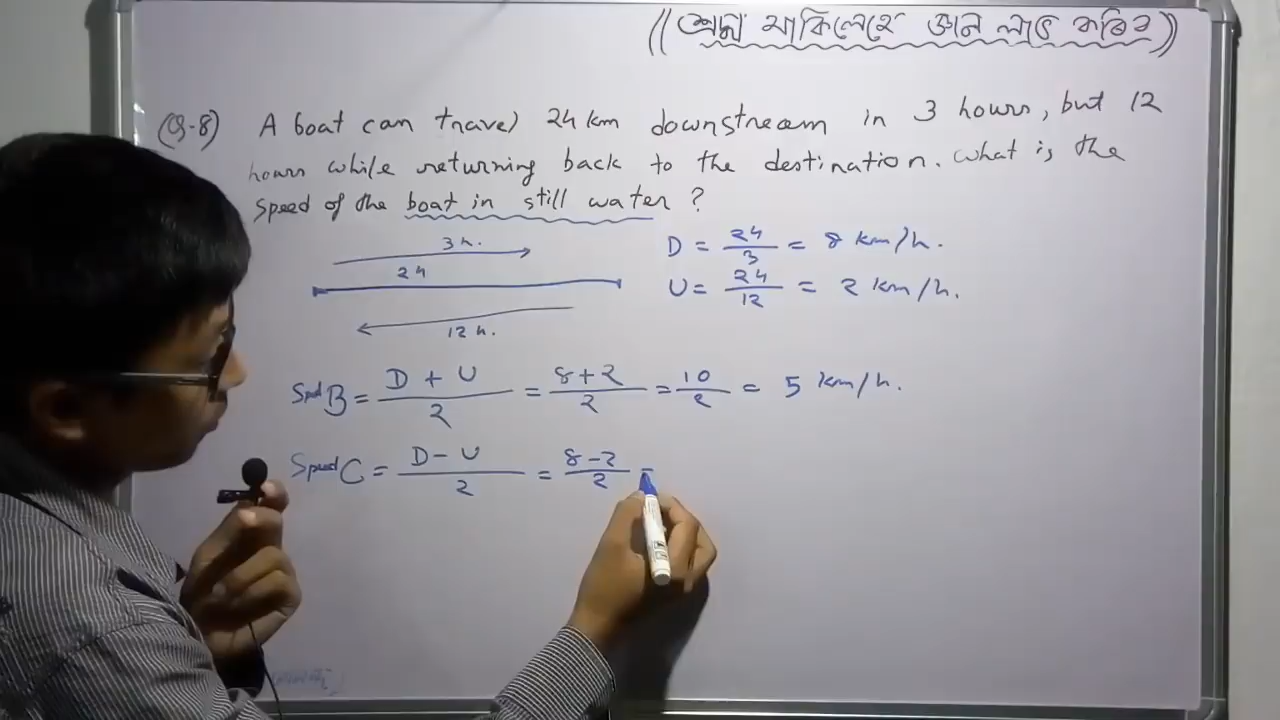 ((শ্রদ্ধা থাকিলেহে জ্ঞান লাভ কৰিব))
(Q-8) A boat can travel 24 km downstream in 3 hours, but 12
hours while returning back to the destination. What is the
speed of the boat in still water ?
3 h.
24
12 h.
D = 24/3 = 8 km/h.
U = 24/12 = 2 km/h.
Speed B = D + U / 2 = 8+2 / 2 = 10/2 = 5 km/h.
Speed C = D - U / 2 = 8-2 / 2 =